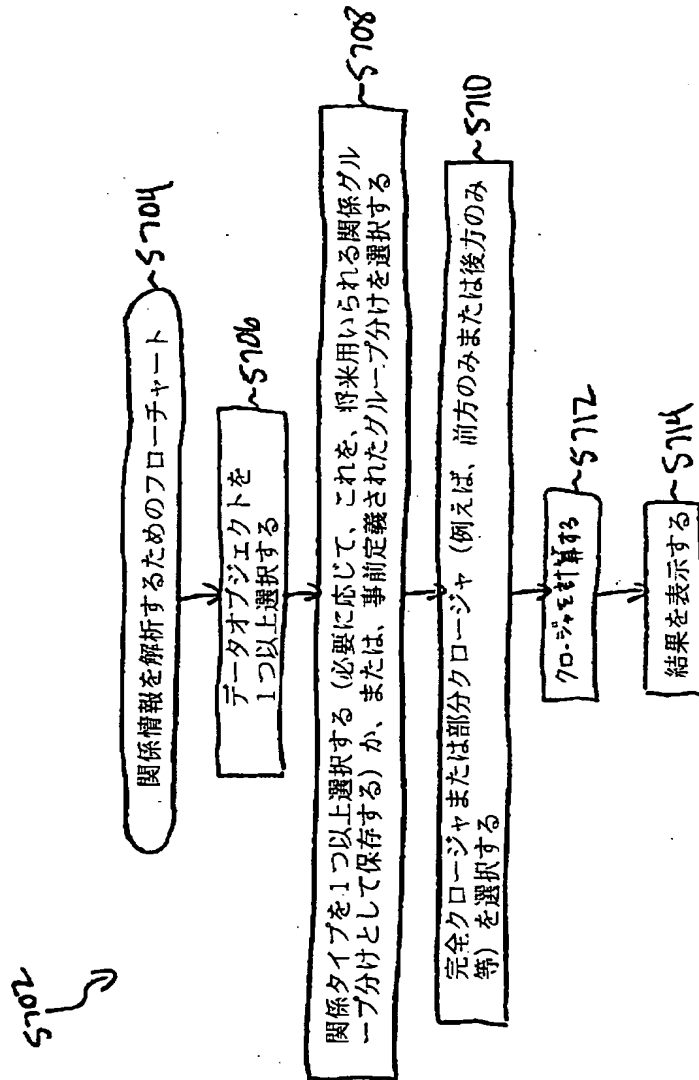 5702
関係情報を解析するためのフローチャート
5704
データオブジェクトを
1つ以上選択する
5706
関係タイプを1つ以上選択する（必要に応じて、これを、将来用いられる関係グル
ープ分けとして保存する）か、または、事前定義されたグループ分けを選択する
5708
完全クロージャまたは部分クロージャ（例えば、前方のみまたは後方のみ
等）を選択する
5710
クロージャを計算する
5712
結果を表示する
5714